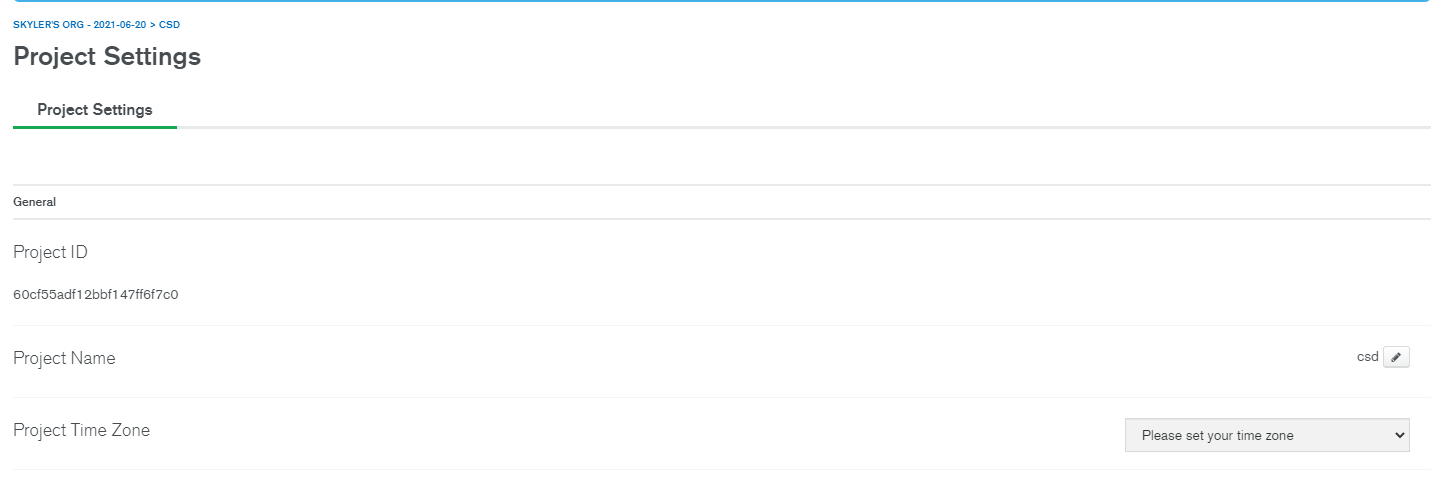 SKYLER'S ORG - 2021-06-20 > CSD
Project Settings
Project Settings
General
Project ID
60cf55adf12bbf147ff6f7c0
Project Name
csd
Project Time Zone
Please set your time zone